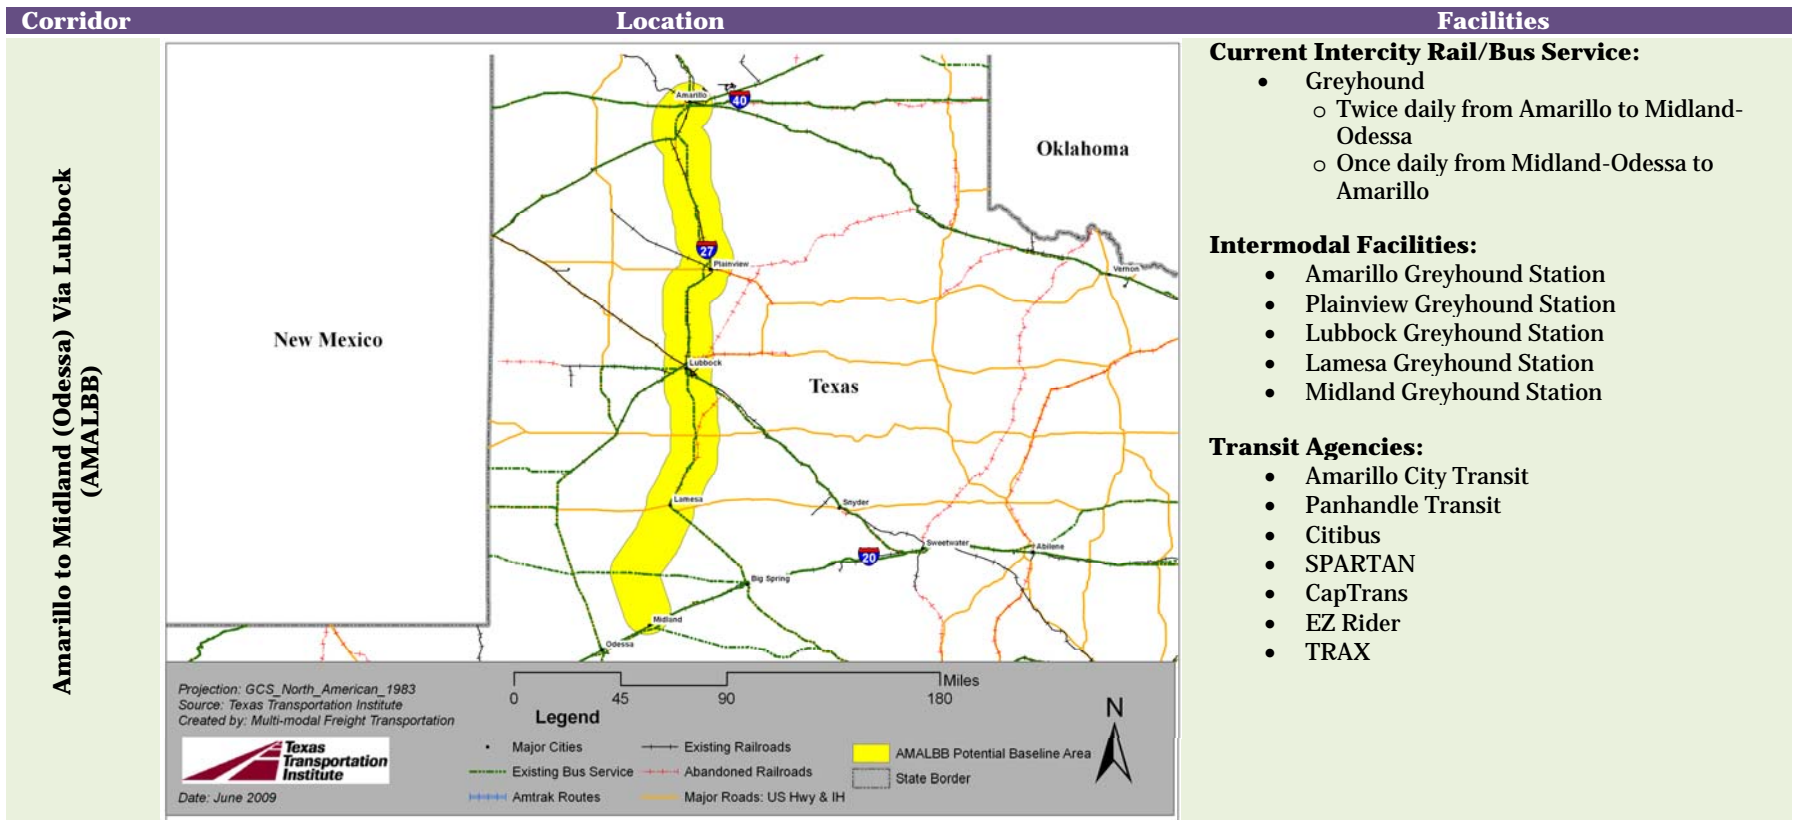 Corridor
Location
Facilities
Amarillo to Midland (Odessa) Via Lubbock
(AMALBB)
Amarillo
40
Oklahoma
27
Plainview
Vernon
New Mexico
Lubbock
Texas
Lamesa
Snyder
Sweetwater
Abilene
20
Big Spring
Midland
Odessa
Projection: GCS_North_American_1983
Source: Texas Transportation Institute
Created by: Multi-modal Freight Transportation
Texas
Transportation
Institute
Date: June 2009
Miles
0 45 90 180
Legend
Major Cities
Existing Bus Service
Amtrak Routes
Existing Railroads
Abandoned Railroads
Major Roads: US Hwy & IH
AMALBB Potential Baseline Area
State Border
N
Current Intercity Rail/Bus Service:
• Greyhound
o Twice daily from Amarillo to Midland-
Odessa
o Once daily from Midland-Odessa to
Amarillo
Intermodal Facilities:
• Amarillo Greyhound Station
• Plainview Greyhound Station
• Lubbock Greyhound Station
• Lamesa Greyhound Station
• Midland Greyhound Station
Transit Agencies:
• Amarillo City Transit
• Panhandle Transit
• Citibus
• SPARTAN
• CapTrans
• EZ Rider
• TRAX